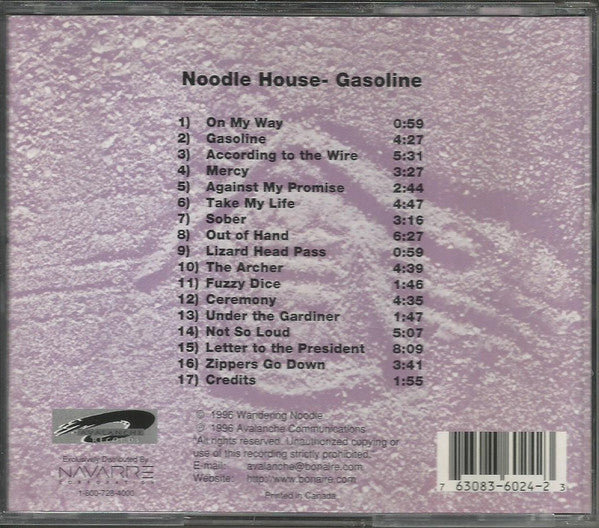 Noodle House- Gasoline
1) On My Way 0:59
2) Gasoline 4:27
3) According to the Wire 5:31
4) Mercy 3:27
5) Against My Promise 2:44
6) Take My Life 4:47
7) Sober 3:16
8) Out of Hand 6:27
9) Lizard Head Pass 0:59
10) The Archer 4:39
11) Fuzzy Dice 1:46
12) Ceremony 4:35
13) Under the Gardiner 1:47
14) Not So Loud 5:07
15) Letter to the President 8:09
16) Zippers Go Down 3:41
17) Credits 1:55
AVALANCHE
RECORDS
Exclusively Distributed By
NAVARRE
CORPORATION
1-800-728-4000
© 1996 Wandering Noodle
℗ 1996 Avalanche Communications
"All rights reserved. Unauthorized copying or
use of this recording strictly prohibited.
E-mail: avalanche@bonaire.com
Website: http://www.bonaire.com
Printed in Canada
7 63083-6024-2 3